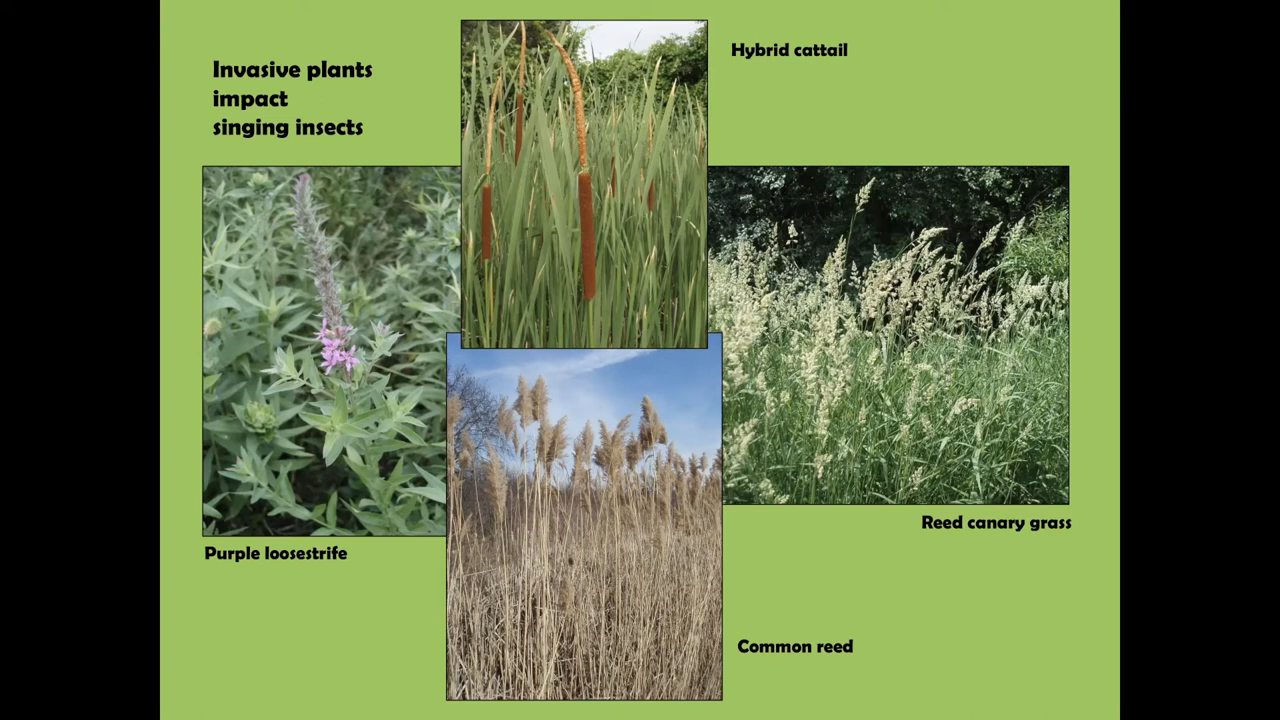 Invasive plants
impact
singing insects
Hybrid cattail
Purple loosestrife
Reed canary grass
Common reed